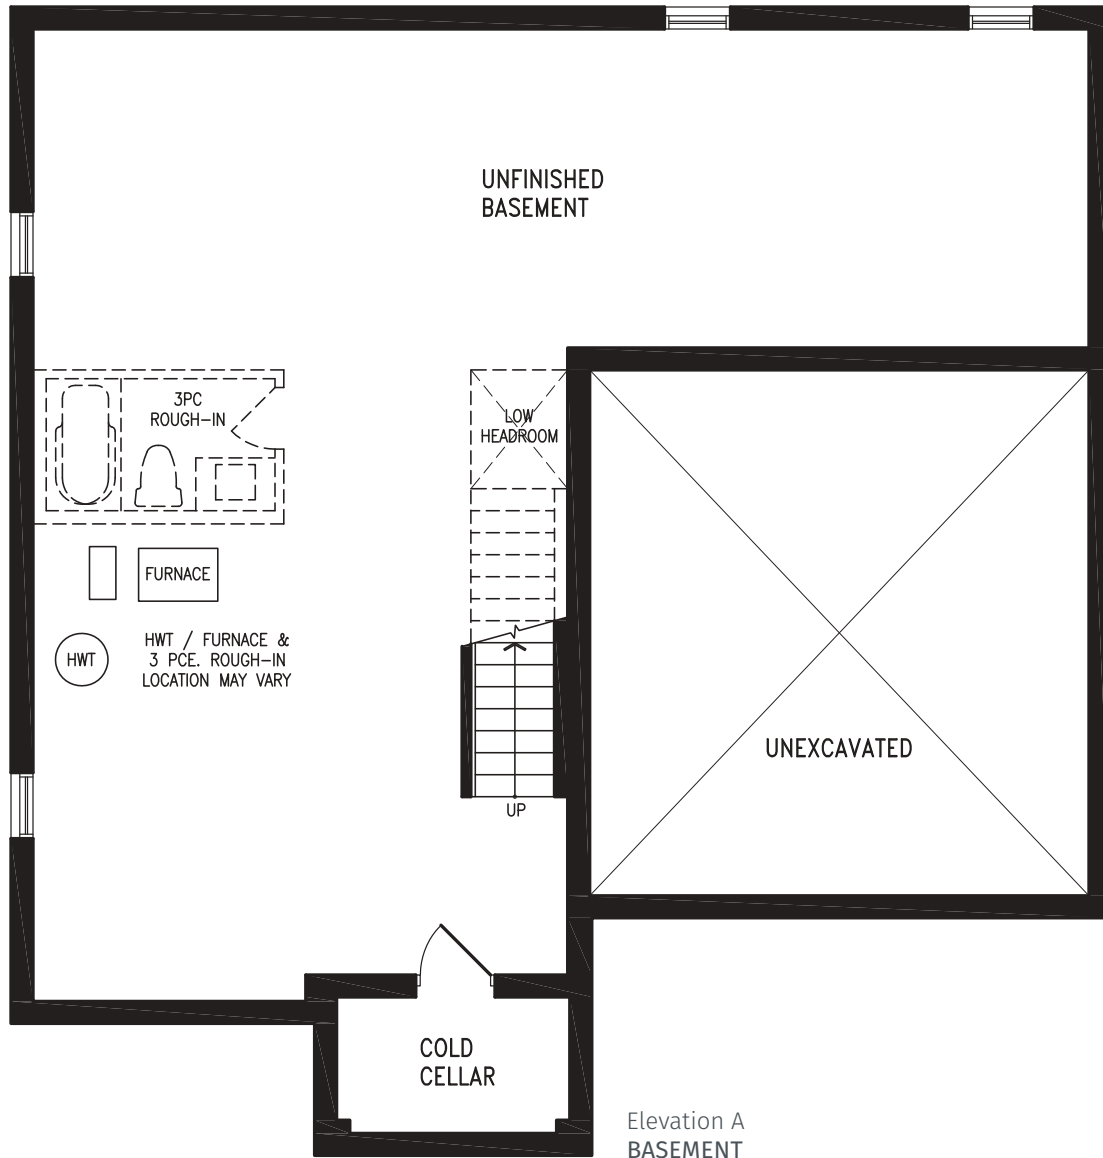 UNFINISHED
BASEMENT
3PC
ROUGH-IN
LOW
HEADROOM
FURNACE
HWT
HWT / FURNACE &
3 PCE. ROUGH-IN
LOCATION MAY VARY
UNEXCAVATED
UP
COLD
CELLAR
Elevation A
BASEMENT